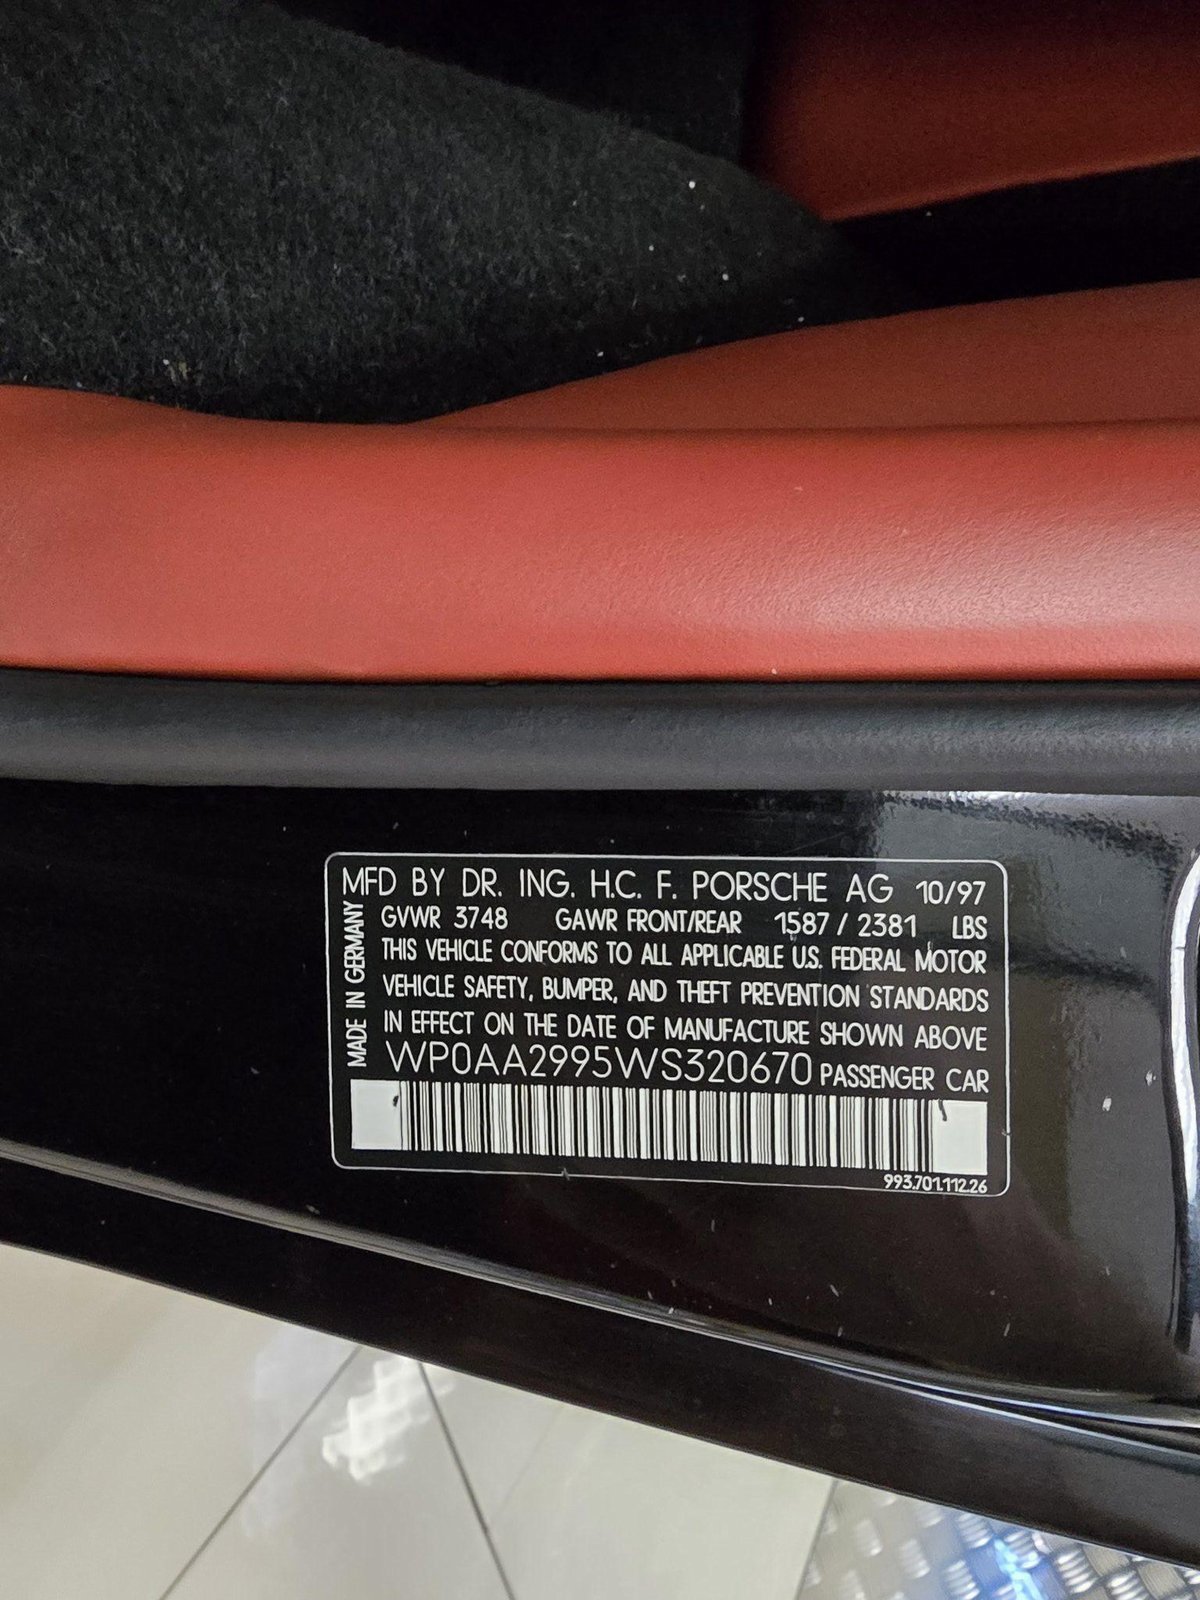 MFD BY DR. ING. H.C. F. PORSCHE AG 10/97
GVWR 3748 GAWR FRONT/REAR 1587 / 2381 LBS
THIS VEHICLE CONFORMS TO ALL APPLICABLE U.S. FEDERAL MOTOR
VEHICLE SAFETY, BUMPER, AND THEFT PREVENTION STANDARDS
IN EFFECT ON THE DATE OF MANUFACTURE SHOWN ABOVE
WP0AA2995WS320670 PASSENGER CAR
MADE IN GERMANY
993.701.112.26